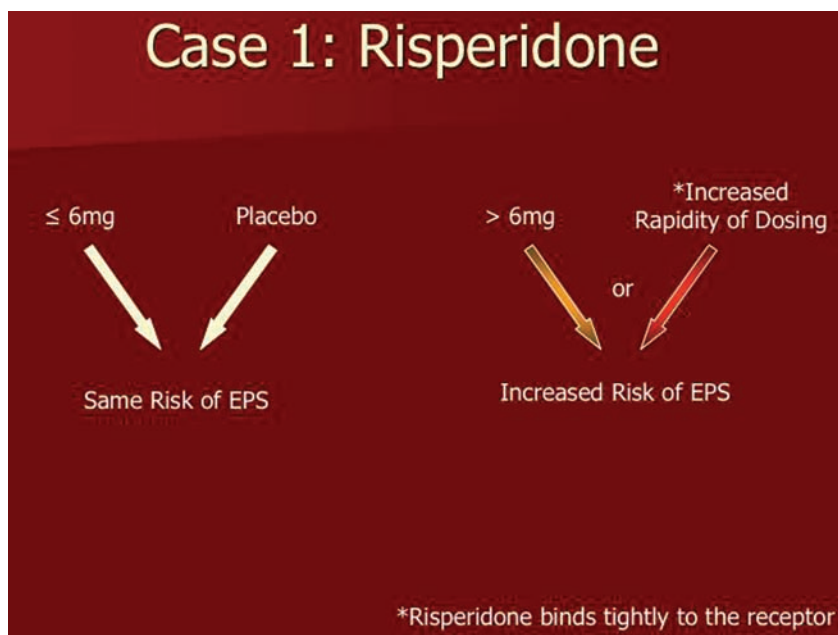 Case 1: Risperidone
≤ 6mg
Placebo
Same Risk of EPS
> 6mg
or
*Increased
Rapidity of Dosing
Increased Risk of EPS
*Risperidone binds tightly to the receptor